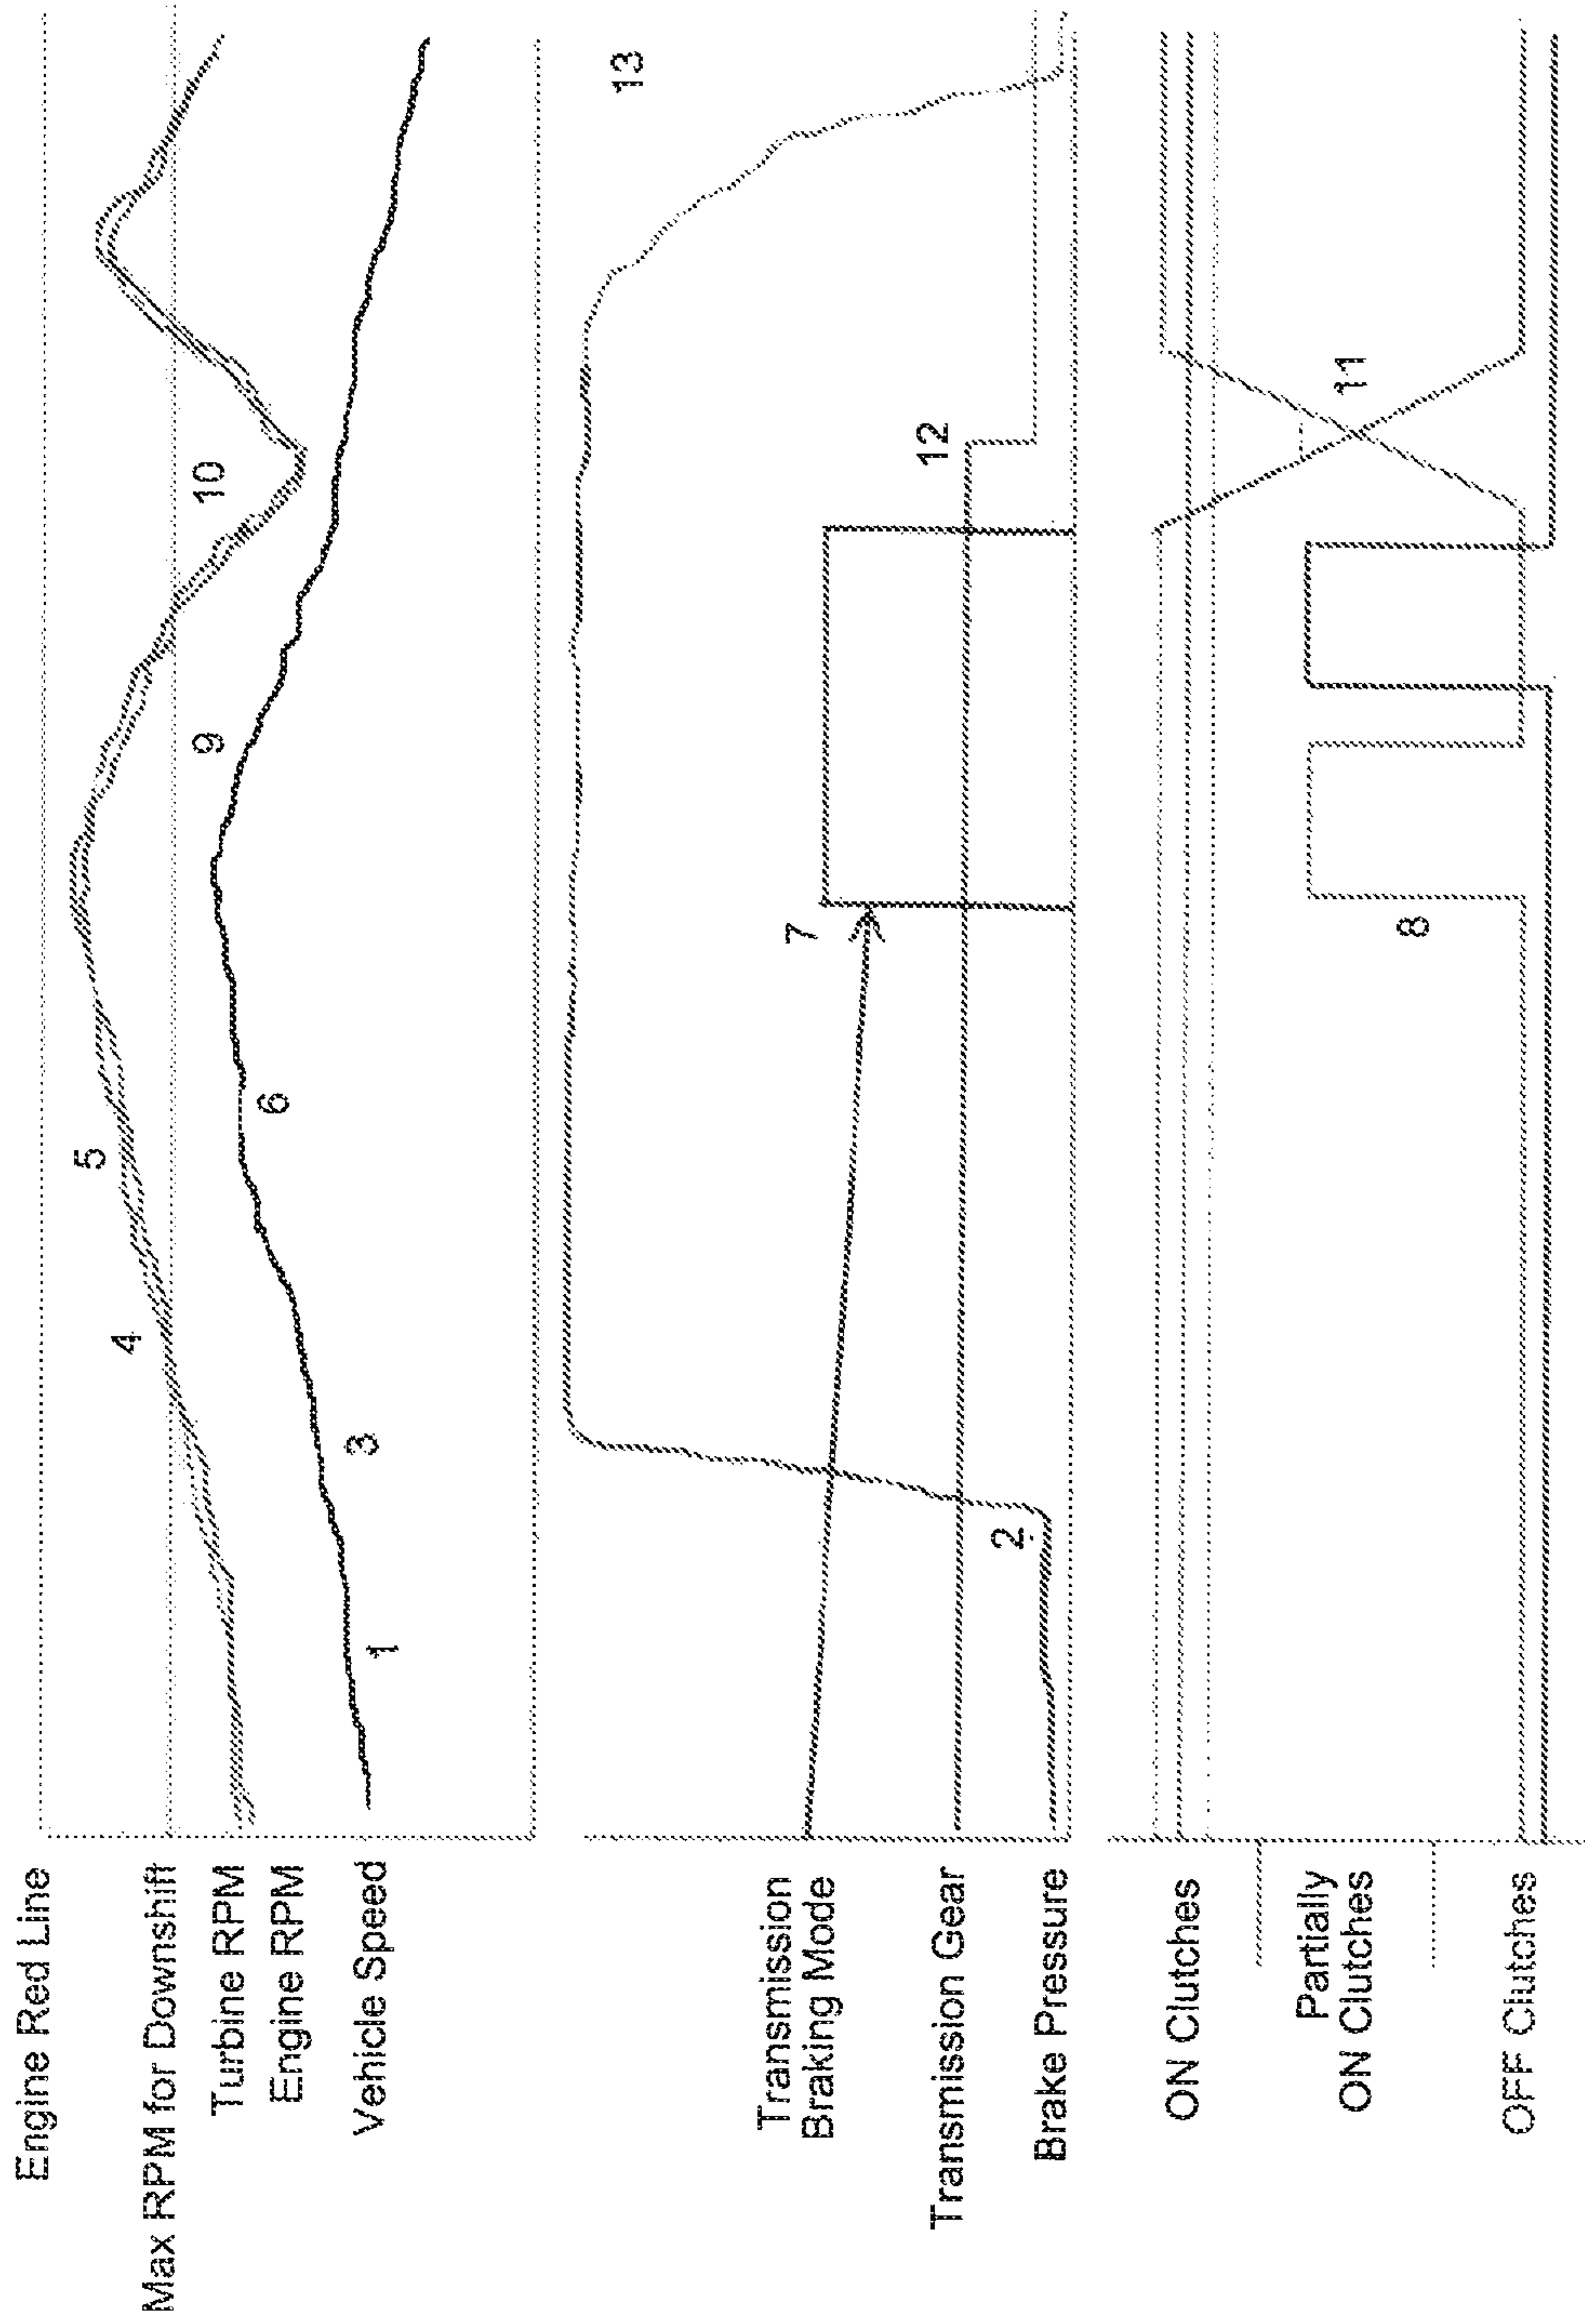 Engine Red Line
Max RPM for Downshift
Turbine RPM
Engine RPM
Vehicle Speed
1
3
4
5
6
9
10
Transmission
Braking Mode
Transmission Gear
Brake Pressure
2
7
12
13
ON Clutches
Partially
ON Clutches
OFF Clutches
8
11